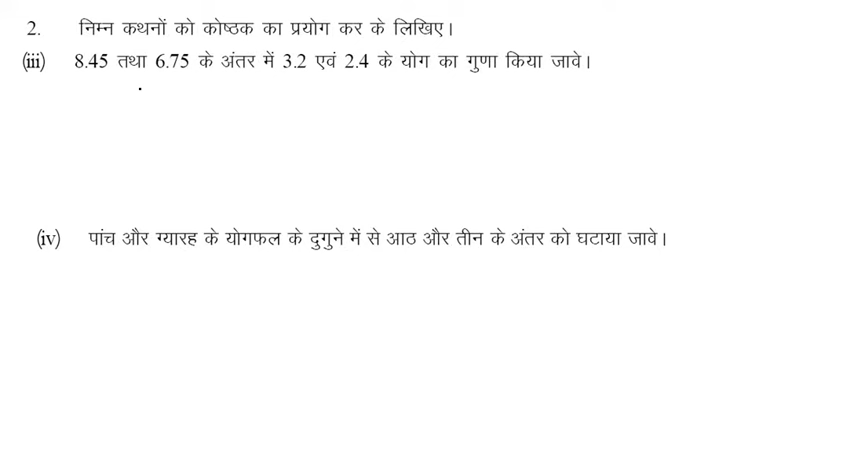 2. निम्न कथनों को कोष्ठक का प्रयोग कर के लिखिए।
(iii) 8.45 तथा 6.75 के अंतर में 3.2 एवं 2.4 के योग का गुणा किया जावे।
(iv) पांच और ग्यारह के योगफल के दुगुने में से आठ और तीन के अंतर को घटाया जावे।